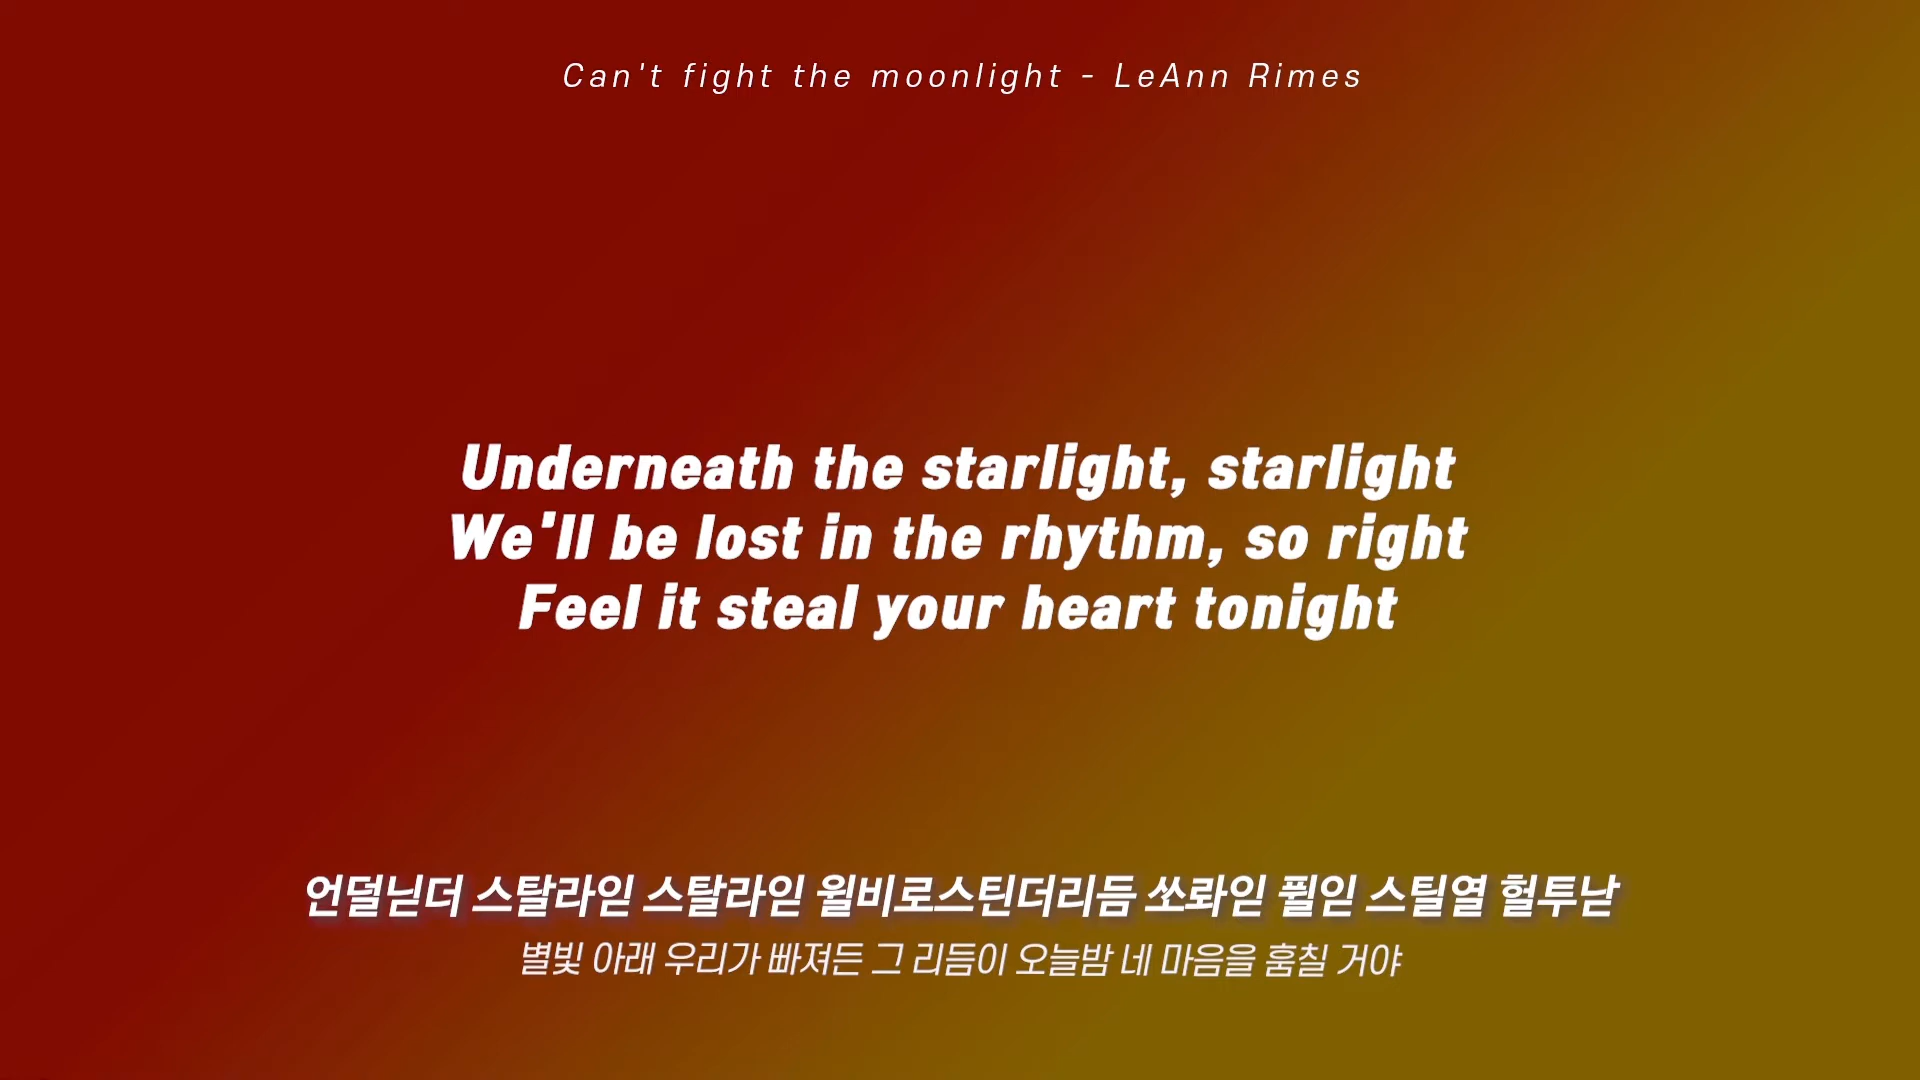 Can't fight the moonlight - LeAnn Rimes
Underneath the starlight, starlight
We'll be lost in the rhythm, so right
Feel it steal your heart tonight
언덜닏더 스탈라읻 스탈라읻 윌비로스틴더리듬 쏘롸읻 퓔읻 스틸열 헐투낟
별빛 아래 우리가 빠져든 그 리듬이 오늘밤 네 마음을 훔칠 거야